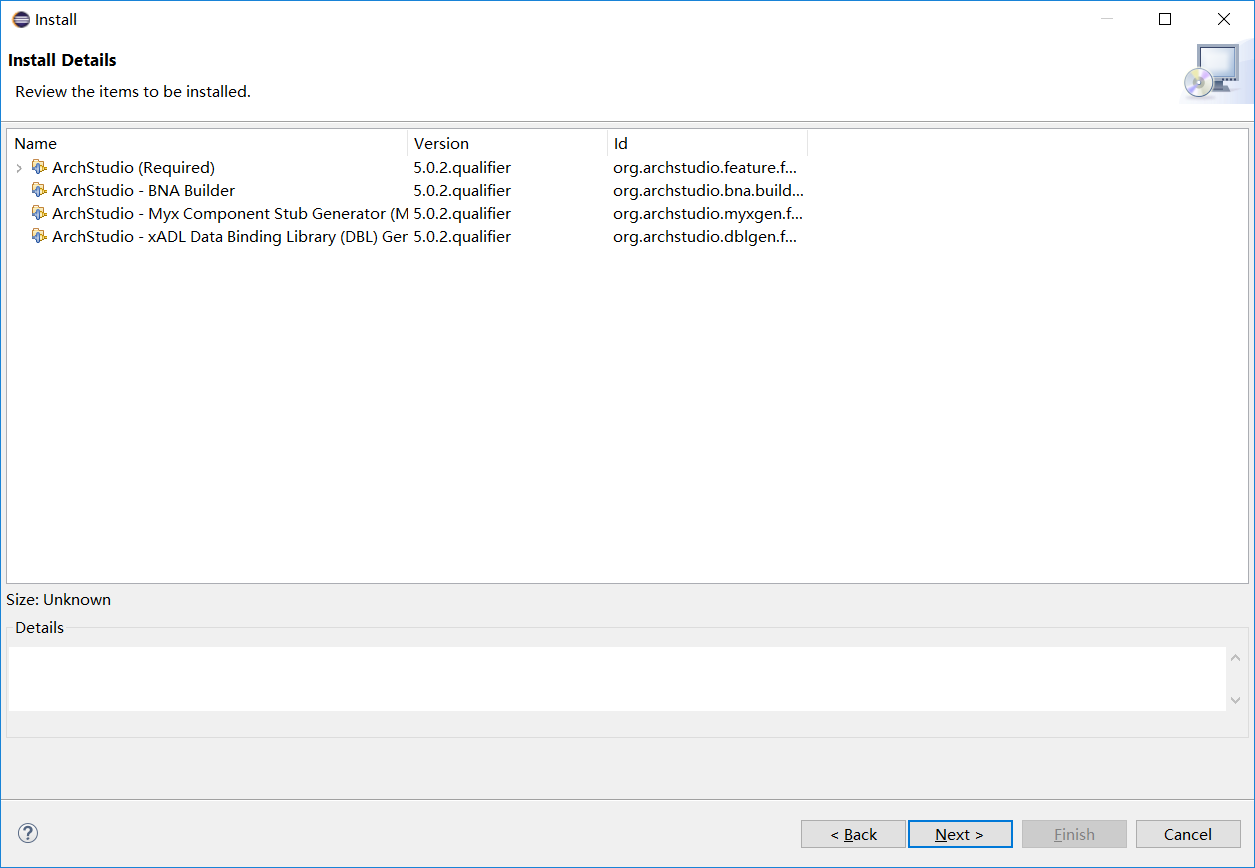 Install
Install Details
Review the items to be installed.
Name Version Id
ArchStudio (Required) 5.0.2.qualifier org.archstudio.feature.f...
ArchStudio - BNA Builder 5.0.2.qualifier org.archstudio.bna.build...
ArchStudio - Myx Component Stub Generator (M 5.0.2.qualifier org.archstudio.myxgen.f...
ArchStudio - xADL Data Binding Library (DBL) Ger 5.0.2.qualifier org.archstudio.dblgen.f...
Size: Unknown
Details
? < Back Next > Finish Cancel